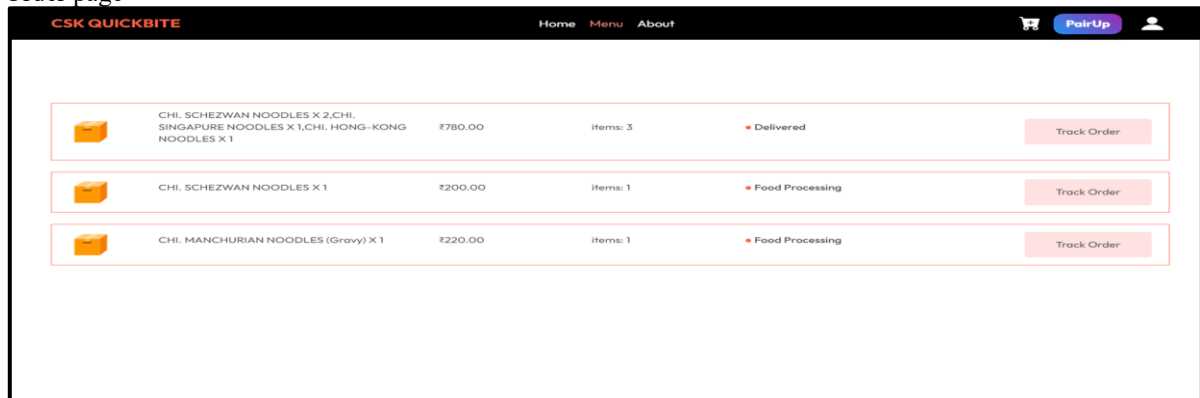 CSK QUICKBITE Home Menu About PairUp
CHI. SCHEZWAN NOODLES X 2,CHI.
SINGAPURE NOODLES X 1,CHI. HONG-KONG
NOODLES X 1
₹780.00 items: 3 • Delivered Track Order
CHI. SCHEZWAN NOODLES X 1 ₹200.00 items: 1 • Food Processing Track Order
CHI. MANCHURIAN NOODLES (Gravy) X 1 ₹220.00 items: 1 • Food Processing Track Order